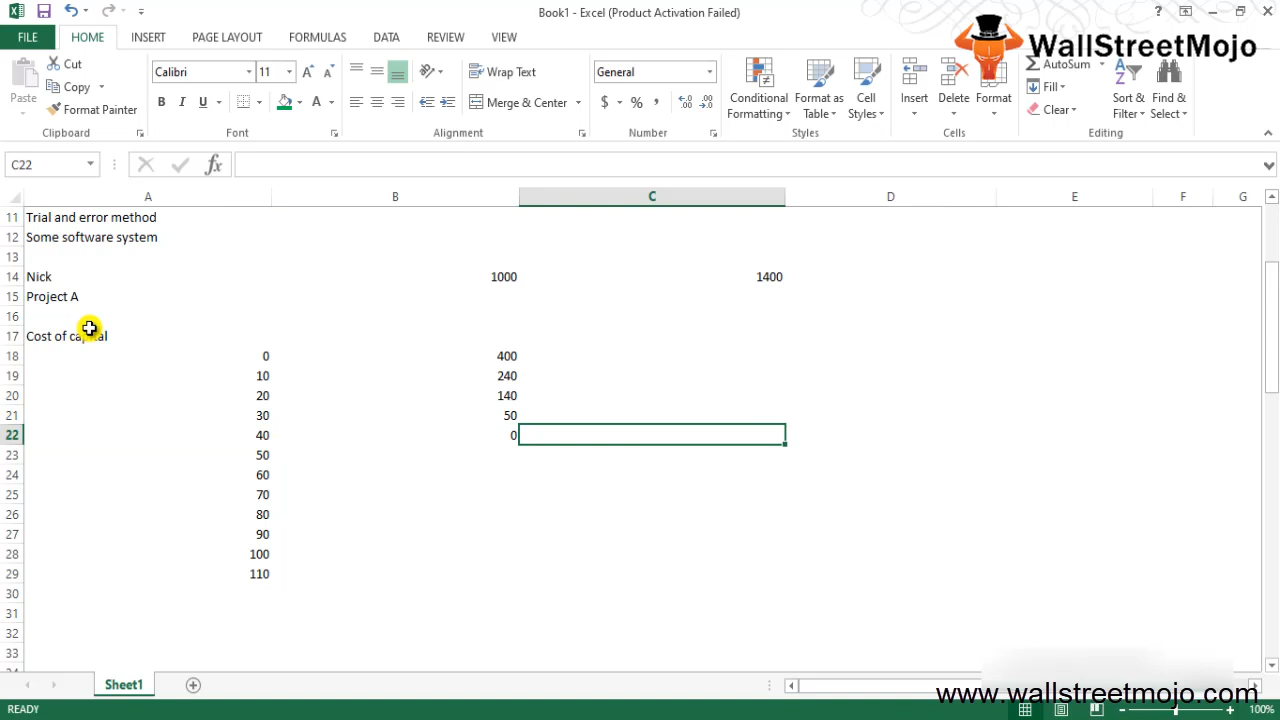 Book1 - Excel (Product Activation Failed)
?
FILE HOME INSERT PAGE LAYOUT FORMULAS DATA REVIEW VIEW
WallStreetMojo
Paste
Cut
Copy
Format Painter
Clipboard
Calibri 11
B I U A
Font
Wrap Text
Merge & Center
Alignment
General
$ % ,
Number
Conditional Formatting
Format as Table
Cell Styles
Styles
Insert
Delete
Format
Cells
AutoSum
Fill
Clear
Sort & Filter
Find & Select
Editing
C22
fx
A B C D E F G
11 Trial and error method
12 Some software system
13
14 Nick 1000 1400
15 Project A
16
17 Cost of capital
18 0 400
19 10 240
20 20 140
21 30 50
22 40 0
23 50
24 60
25 70
26 80
27 90
28 100
29 110
30
31
32
33
Sheet1
www.wallstreetmojo.com
READY
100%